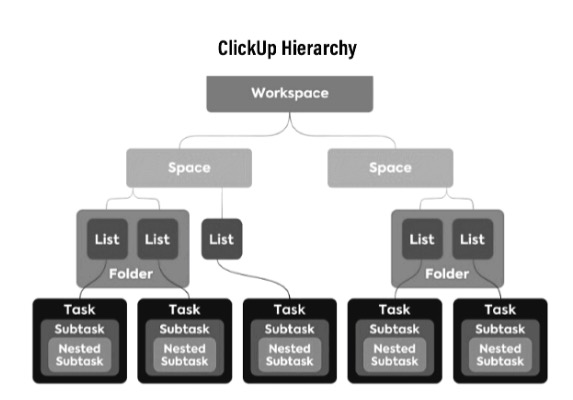 ClickUp Hierarchy
Workspace
Space
Space
List
List
List
List
List
Folder
Folder
Task
Task
Task
Task
Task
Subtask
Subtask
Subtask
Subtask
Subtask
Nested
Subtask
Nested
Subtask
Nested
Subtask
Nested
Subtask
Nested
Subtask